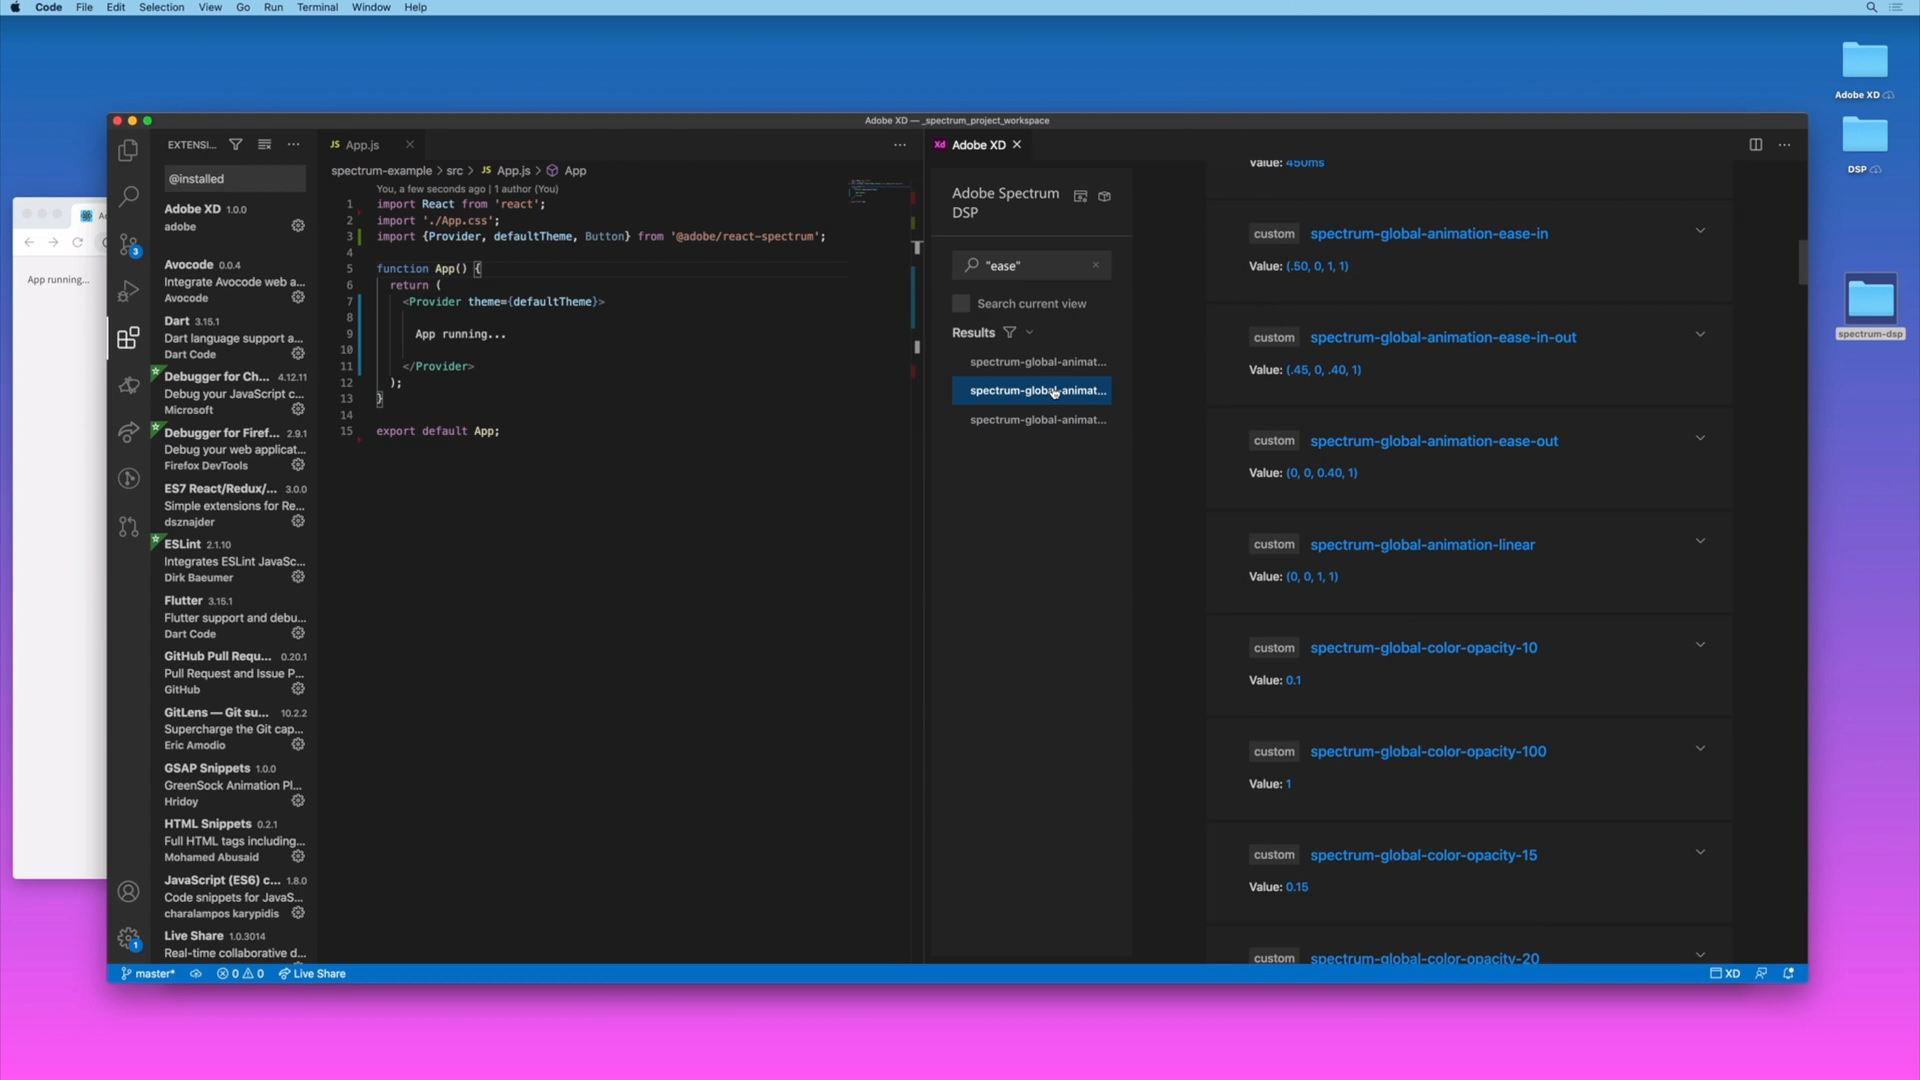 Code File Edit Selection View Go Run Terminal Window Help
Adobe XD
DSP
spectrum-dsp
App running...
Adobe XD — _spectrum_project_workspace
EXTENSI...
@installed
Adobe XD 1.0.0
adobe
Avocode 0.0.4
Integrate Avocode web a...
Avocode
Dart 3.15.1
Dart language support a...
Dart Code
Debugger for Ch... 4.12.11
Debug your JavaScript c...
Microsoft
Debugger for Firef... 2.9.1
Debug your web applicat...
Firefox DevTools
ES7 React/Redux/... 3.0.0
Simple extensions for Re...
dsznajder
ESLint 2.1.10
Integrates ESLint JavaSc...
Dirk Baeumer
Flutter 3.15.1
Flutter support and debu...
Dart Code
GitHub Pull Requ... 0.20.1
Pull Request and Issue P...
GitHub
GitLens — Git su... 10.2.2
Supercharge the Git cap...
Eric Amodio
GSAP Snippets 1.0.0
GreenSock Animation Pl...
Hridoy
HTML Snippets 0.2.1
Full HTML tags including...
Mohamed Abusaid
JavaScript (ES6) c... 1.8.0
Code snippets for JavaS...
charalampos karypidis
Live Share 1.0.3014
Real-time collaborative d...
3
1
JS App.js
spectrum-example > src > JS App.js > App
You, a few seconds ago | 1 author (You)
1 import React from 'react';
2 import './App.css';
3 import {Provider, defaultTheme, Button} from '@adobe/react-spectrum';
4
5 function App() {
6 return (
7 <Provider theme={defaultTheme}>
8
9 App running...
10
11 </Provider>
12 );
13 }
14
15 export default App;
Xd Adobe XD
Adobe Spectrum
DSP
"ease"
Search current view
Results
spectrum-global-animat...
spectrum-global-animat...
spectrum-global-animat...
Value: 450ms
custom spectrum-global-animation-ease-in
Value: (.50, 0, 1, 1)
custom spectrum-global-animation-ease-in-out
Value: (.45, 0, .40, 1)
custom spectrum-global-animation-ease-out
Value: (0, 0, 0.40, 1)
custom spectrum-global-animation-linear
Value: (0, 0, 1, 1)
custom spectrum-global-color-opacity-10
Value: 0.1
custom spectrum-global-color-opacity-100
Value: 1
custom spectrum-global-color-opacity-15
Value: 0.15
custom spectrum-global-color-opacity-20
master* 0 0 Live Share
XD